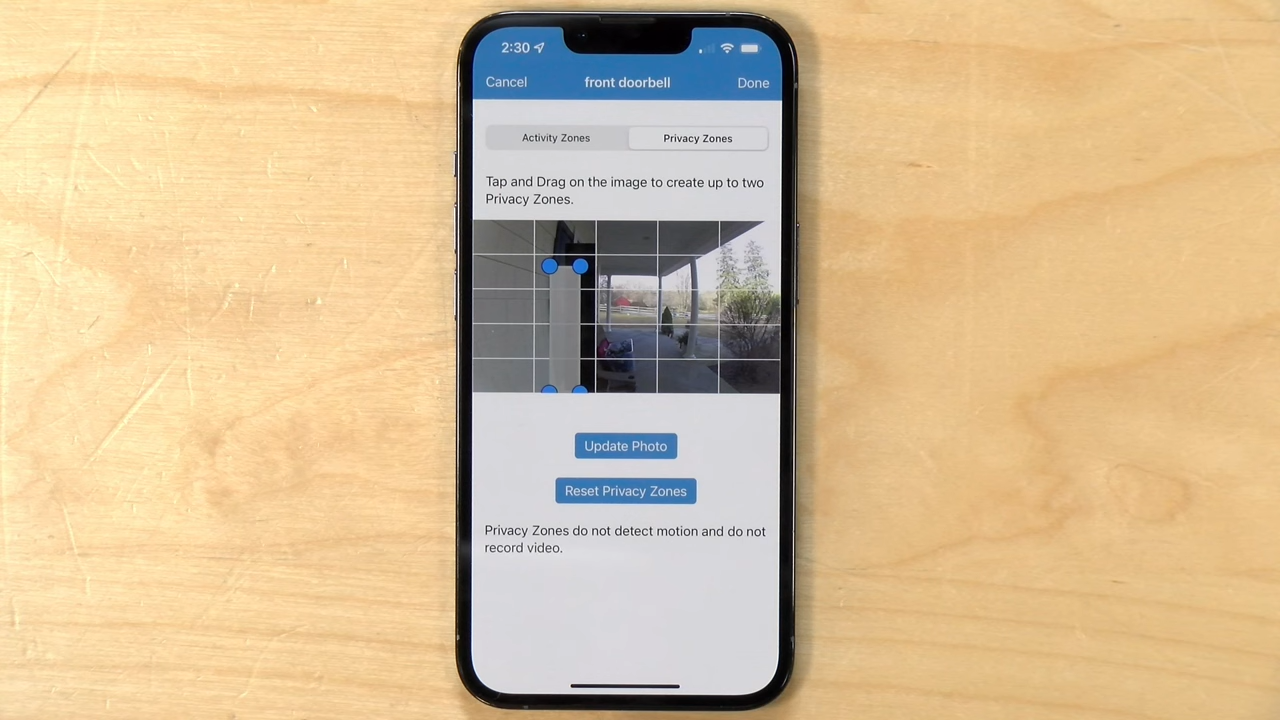 2:30
Cancel front doorbell Done
Activity Zones Privacy Zones
Tap and Drag on the image to create up to two
Privacy Zones.
Update Photo
Reset Privacy Zones
Privacy Zones do not detect motion and do not
record video.